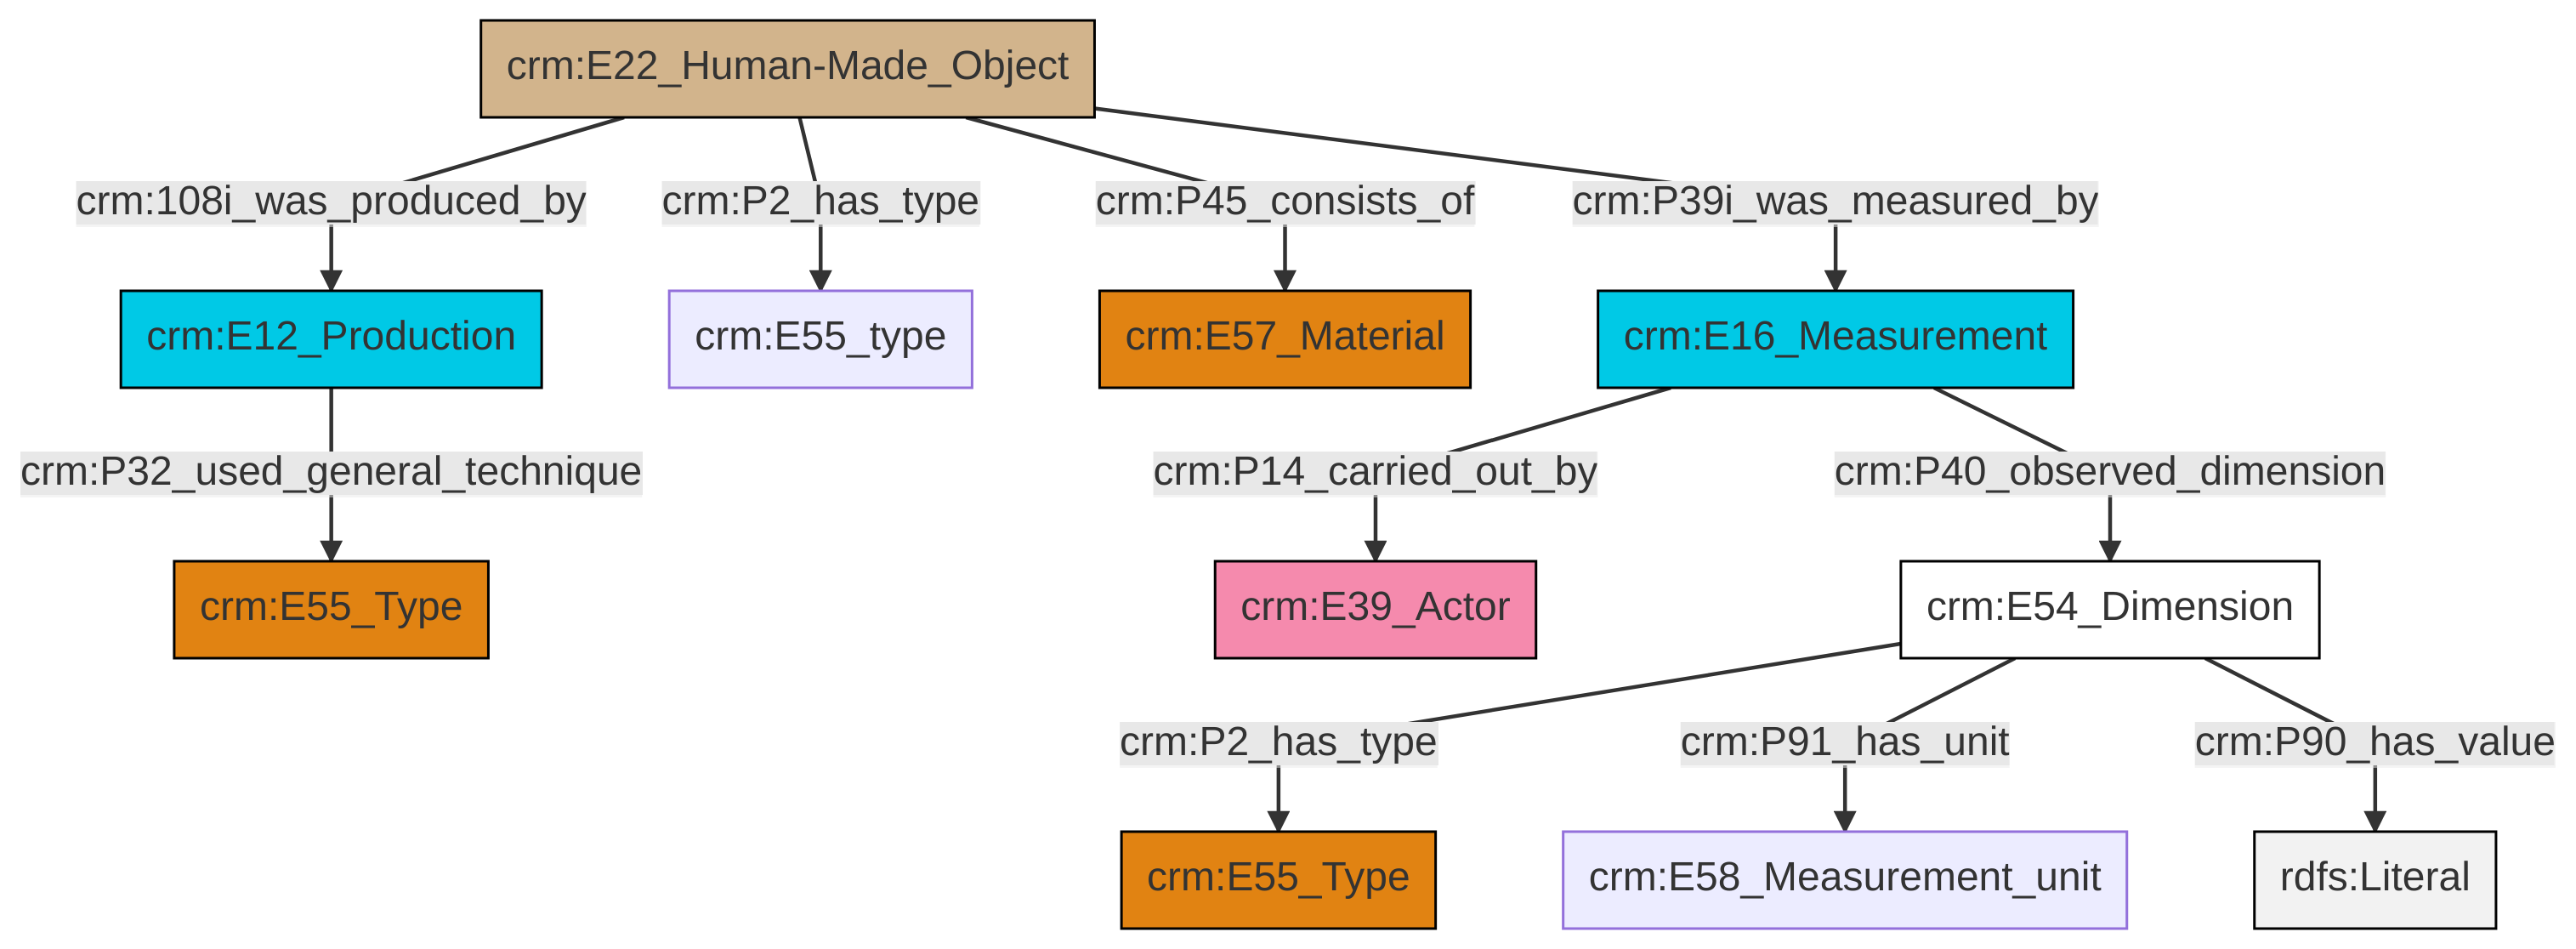 crm:E22_Human-Made_Object
crm:108i_was_produced_by
crm:P2_has_type
crm:P45_consists_of
crm:P39i_was_measured_by
crm:E12_Production
crm:E55_type
crm:E57_Material
crm:E16_Measurement
crm:P32_used_general_technique
crm:P14_carried_out_by
crm:P40_observed_dimension
crm:E55_Type
crm:E39_Actor
crm:E54_Dimension
crm:P2_has_type
crm:P91_has_unit
crm:P90_has_value
crm:E55_Type
crm:E58_Measurement_unit
rdfs:Literal